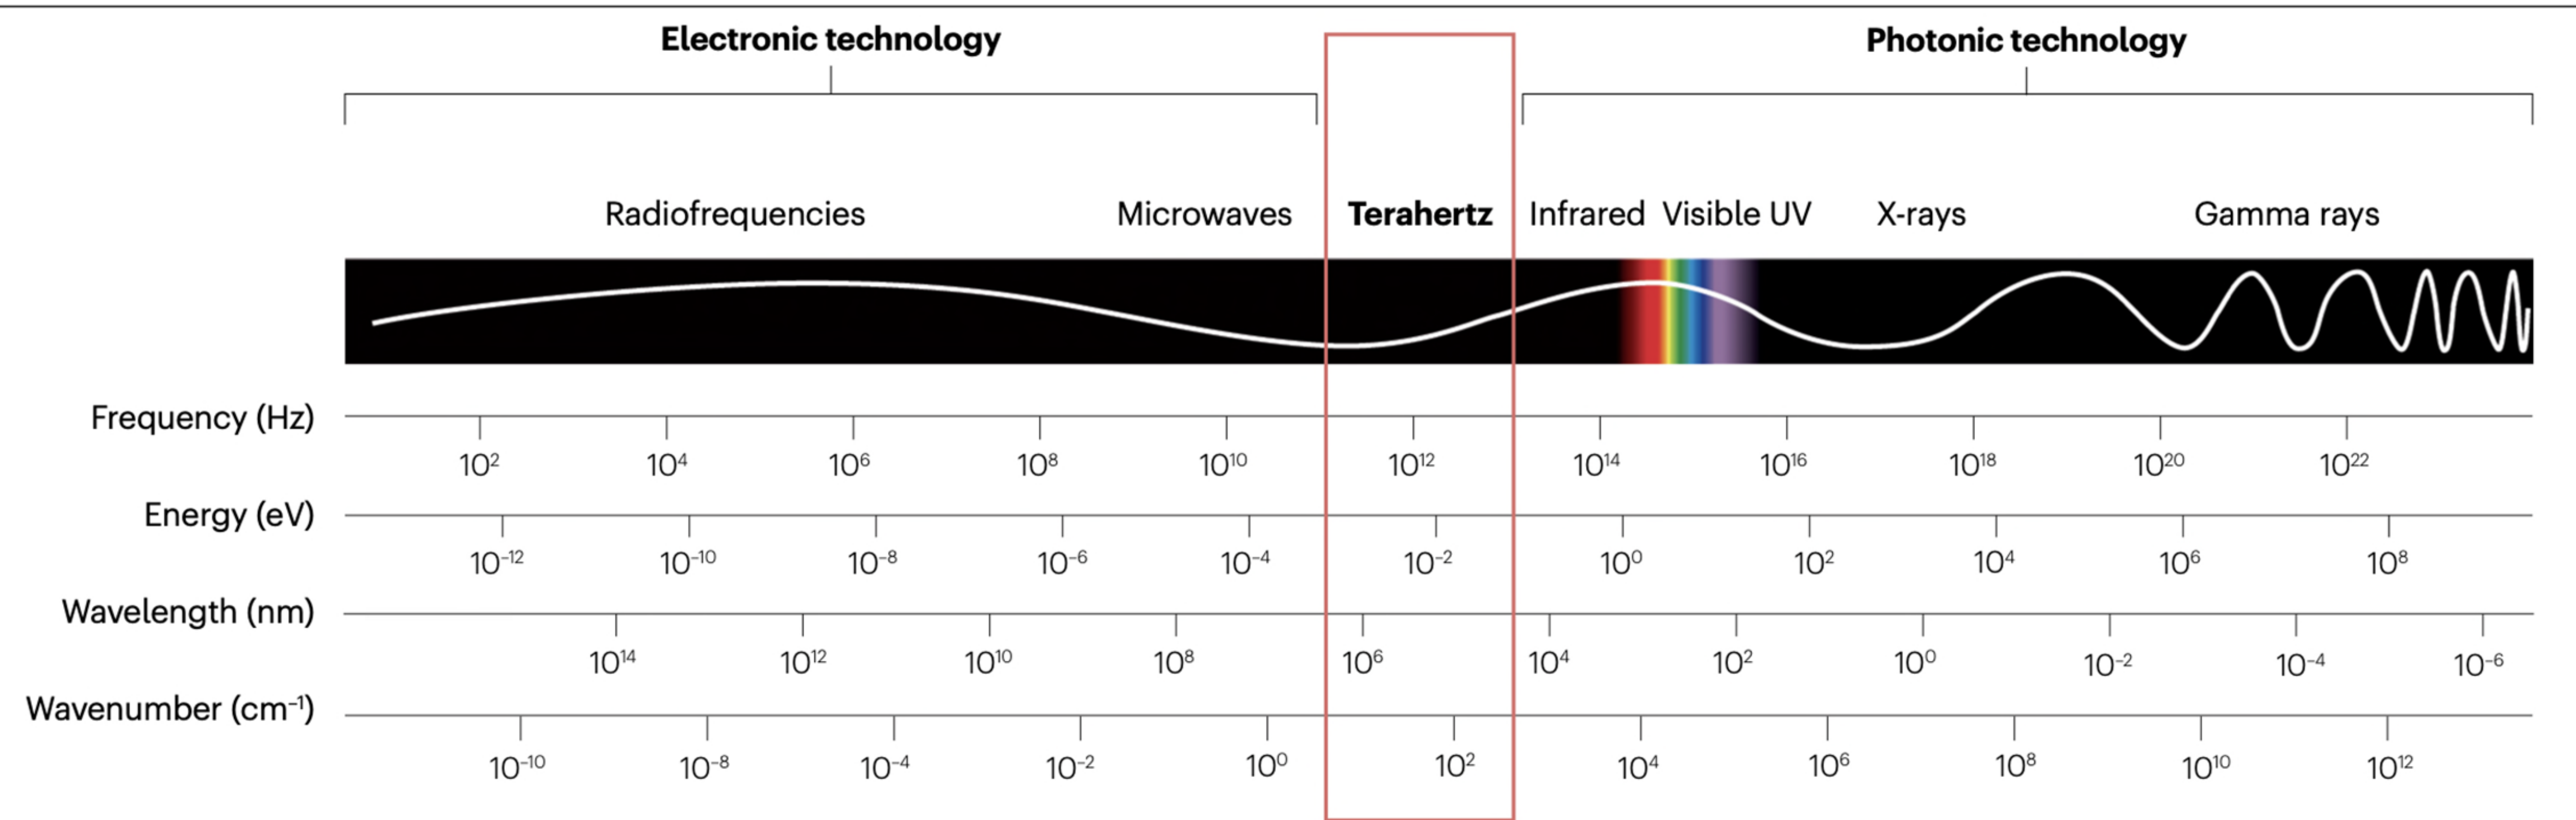 Electronic technology
Photonic technology
Radiofrequencies Microwaves Terahertz Infrared Visible UV X-rays Gamma rays
Frequency (Hz)
10² 10⁴ 10⁶ 10⁸ 10¹⁰ 10¹² 10¹⁴ 10¹⁶ 10¹⁸ 10²⁰ 10²²
Energy (eV)
10⁻¹² 10⁻¹⁰ 10⁻⁸ 10⁻⁶ 10⁻⁴ 10⁻² 10⁰ 10² 10⁴ 10⁶ 10⁸
Wavelength (nm)
10¹⁴ 10¹² 10¹⁰ 10⁸ 10⁶ 10⁴ 10² 10⁰ 10⁻² 10⁻⁴ 10⁻⁶
Wavenumber (cm⁻¹)
10⁻¹⁰ 10⁻⁸ 10⁻⁴ 10⁻² 10⁰ 10² 10⁴ 10⁶ 10⁸ 10¹⁰ 10¹²